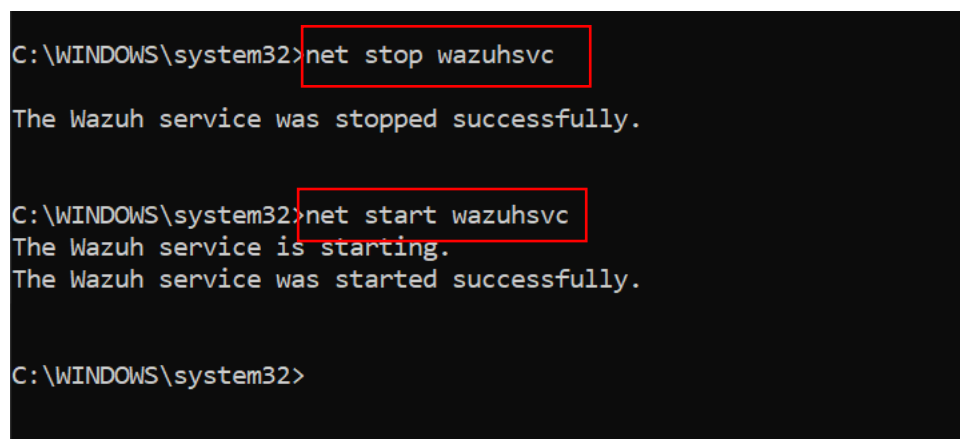 C:\WINDOWS\system32>net stop wazuhsvc
The Wazuh service was stopped successfully.
C:\WINDOWS\system32>net start wazuhsvc
The Wazuh service is starting.
The Wazuh service was started successfully.
C:\WINDOWS\system32>